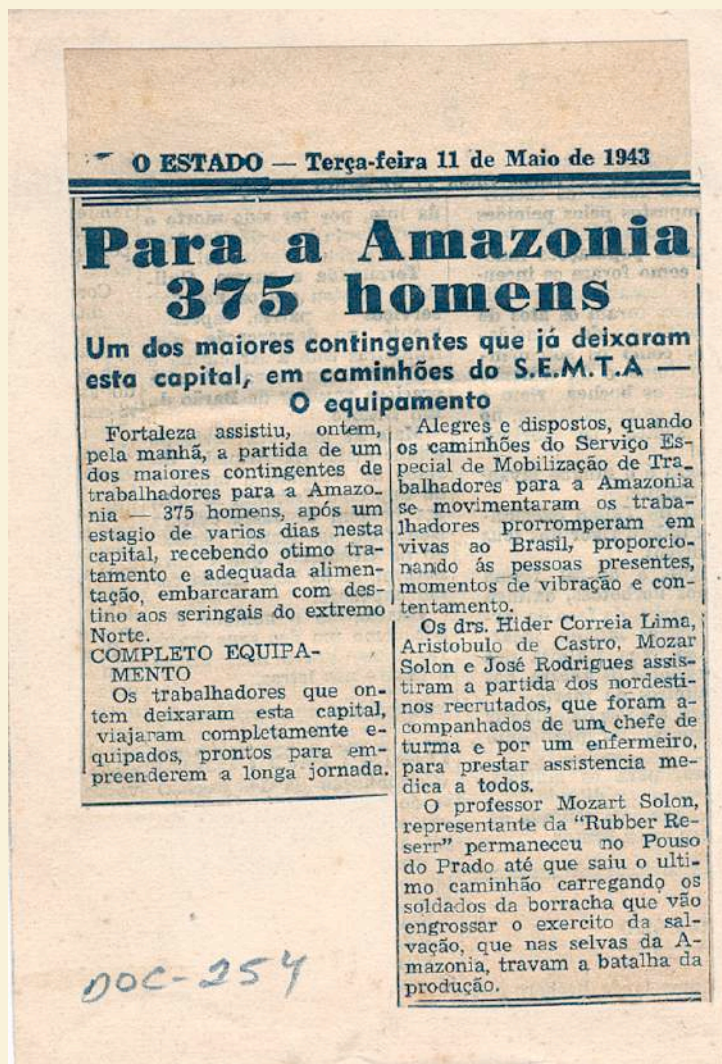 O ESTADO — Terça-feira 11 de Maio de 1943
Para a Amazonia
375 homens
Um dos maiores contingentes que já deixaram
esta capital, em caminhões do S.E.M.T.A —
O equipamento
Fortaleza assistiu, ontem,
pela manhã, a partida de um
dos maiores contingentes de
trabalhadores para a Amazo-
nia — 375 homens, após um
estagio de varios dias nesta
capital, recebendo otimo tra-
tamento e adequada alimen-
tação, embarcaram com des-
tino aos seringais do extremo
Norte.
COMPLETO EQUIPA-
MENTO
Os trabalhadores que on-
tem deixaram esta capital,
viajaram completamente e-
quipados, prontos para em-
preenderem a longa jornada.
Alegres e dispostos, quando
os caminhões do Serviço Es-
pecial de Mobilização de Tra-
balhadores para a Amazonia
se movimentaram os traba-
lhadores prorromperam em
vivas ao Brasil, proporcio-
nando ás pessoas presentes,
momentos de vibração e con-
tentamento.
Os drs. Hider Correia Lima,
Aristobulo de Castro, Mozar
Solon e José Rodrigues assis-
tiram a partida dos nordesti-
nos recrutados, que foram a-
companhados de um chefe de
turma e por um enfermeiro,
para prestar assistencia me-
dica a todos.
O professor Mozart Solon,
representante da "Rubber Re-
serr" permaneceu no Pouso
do Prado até que saiu o ulti-
mo caminhão carregando os
soldados da borracha que vão
engrossar o exercito da sal-
vação, que nas selvas da A-
mazonia, travam a batalha da
produção.
DOC-254